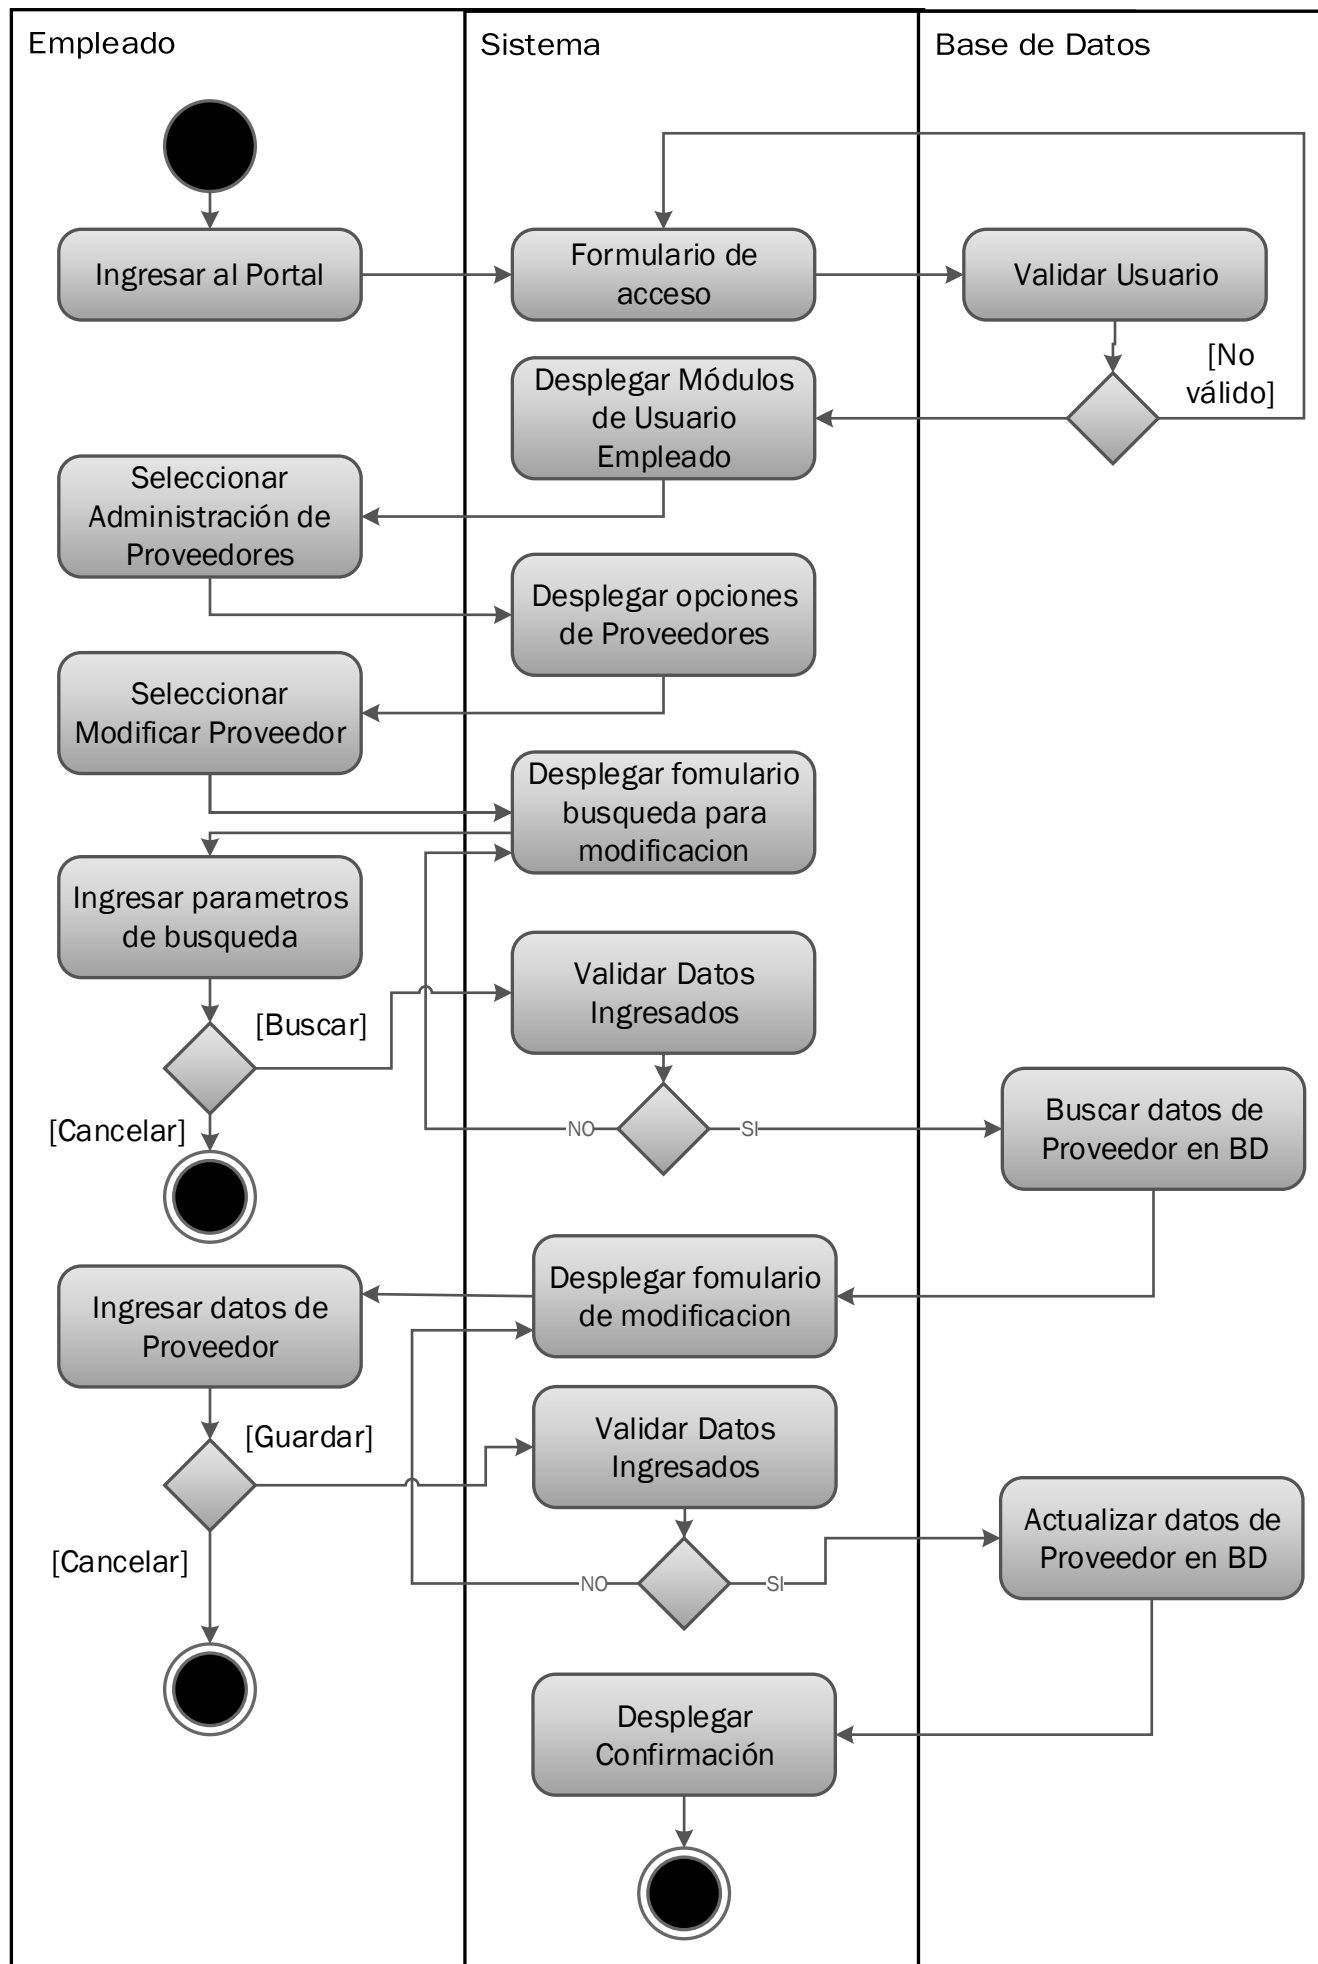 Empleado
Sistema
Base de Datos
Ingresar al Portal
Formulario de
acceso
Validar Usuario
[No
válido]
Desplegar Módulos
de Usuario
Empleado
Seleccionar
Administración de
Proveedores
Desplegar opciones
de Proveedores
Seleccionar
Modificar Proveedor
Desplegar fomulario
busqueda para
modificacion
Ingresar parametros
de busqueda
Validar Datos
Ingresados
[Buscar]
[Cancelar]
NO
SI
Buscar datos de
Proveedor en BD
Desplegar fomulario
de modificacion
Ingresar datos de
Proveedor
[Guardar]
Validar Datos
Ingresados
[Cancelar]
NO
SI
Actualizar datos de
Proveedor en BD
Desplegar
Confirmación